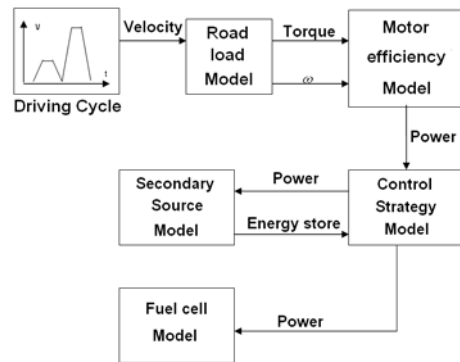 V
t
Driving Cycle
Velocity
Road
load
Model
Torque
ω
Motor
efficiency
Model
Power
Secondary
Source
Model
Power
Energy store
Control
Strategy
Model
Fuel cell
Model
Power